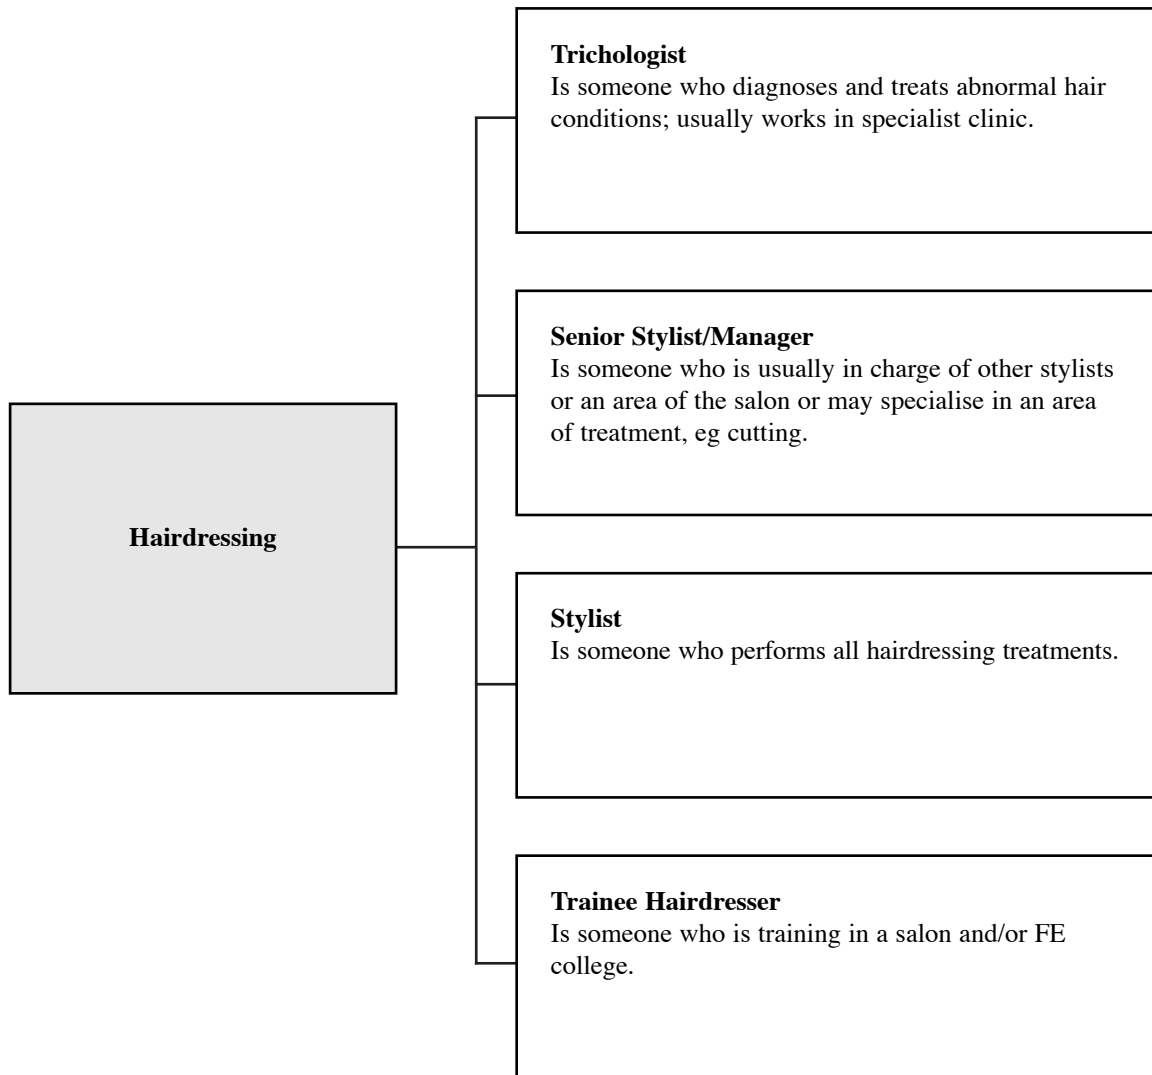 Trichologist
Is someone who diagnoses and treats abnormal hair
conditions; usually works in specialist clinic.
Senior Stylist/Manager
Is someone who is usually in charge of other stylists
or an area of the salon or may specialise in an area
of treatment, eg cutting.
Hairdressing
Stylist
Is someone who performs all hairdressing treatments.
Trainee Hairdresser
Is someone who is training in a salon and/or FE
college.